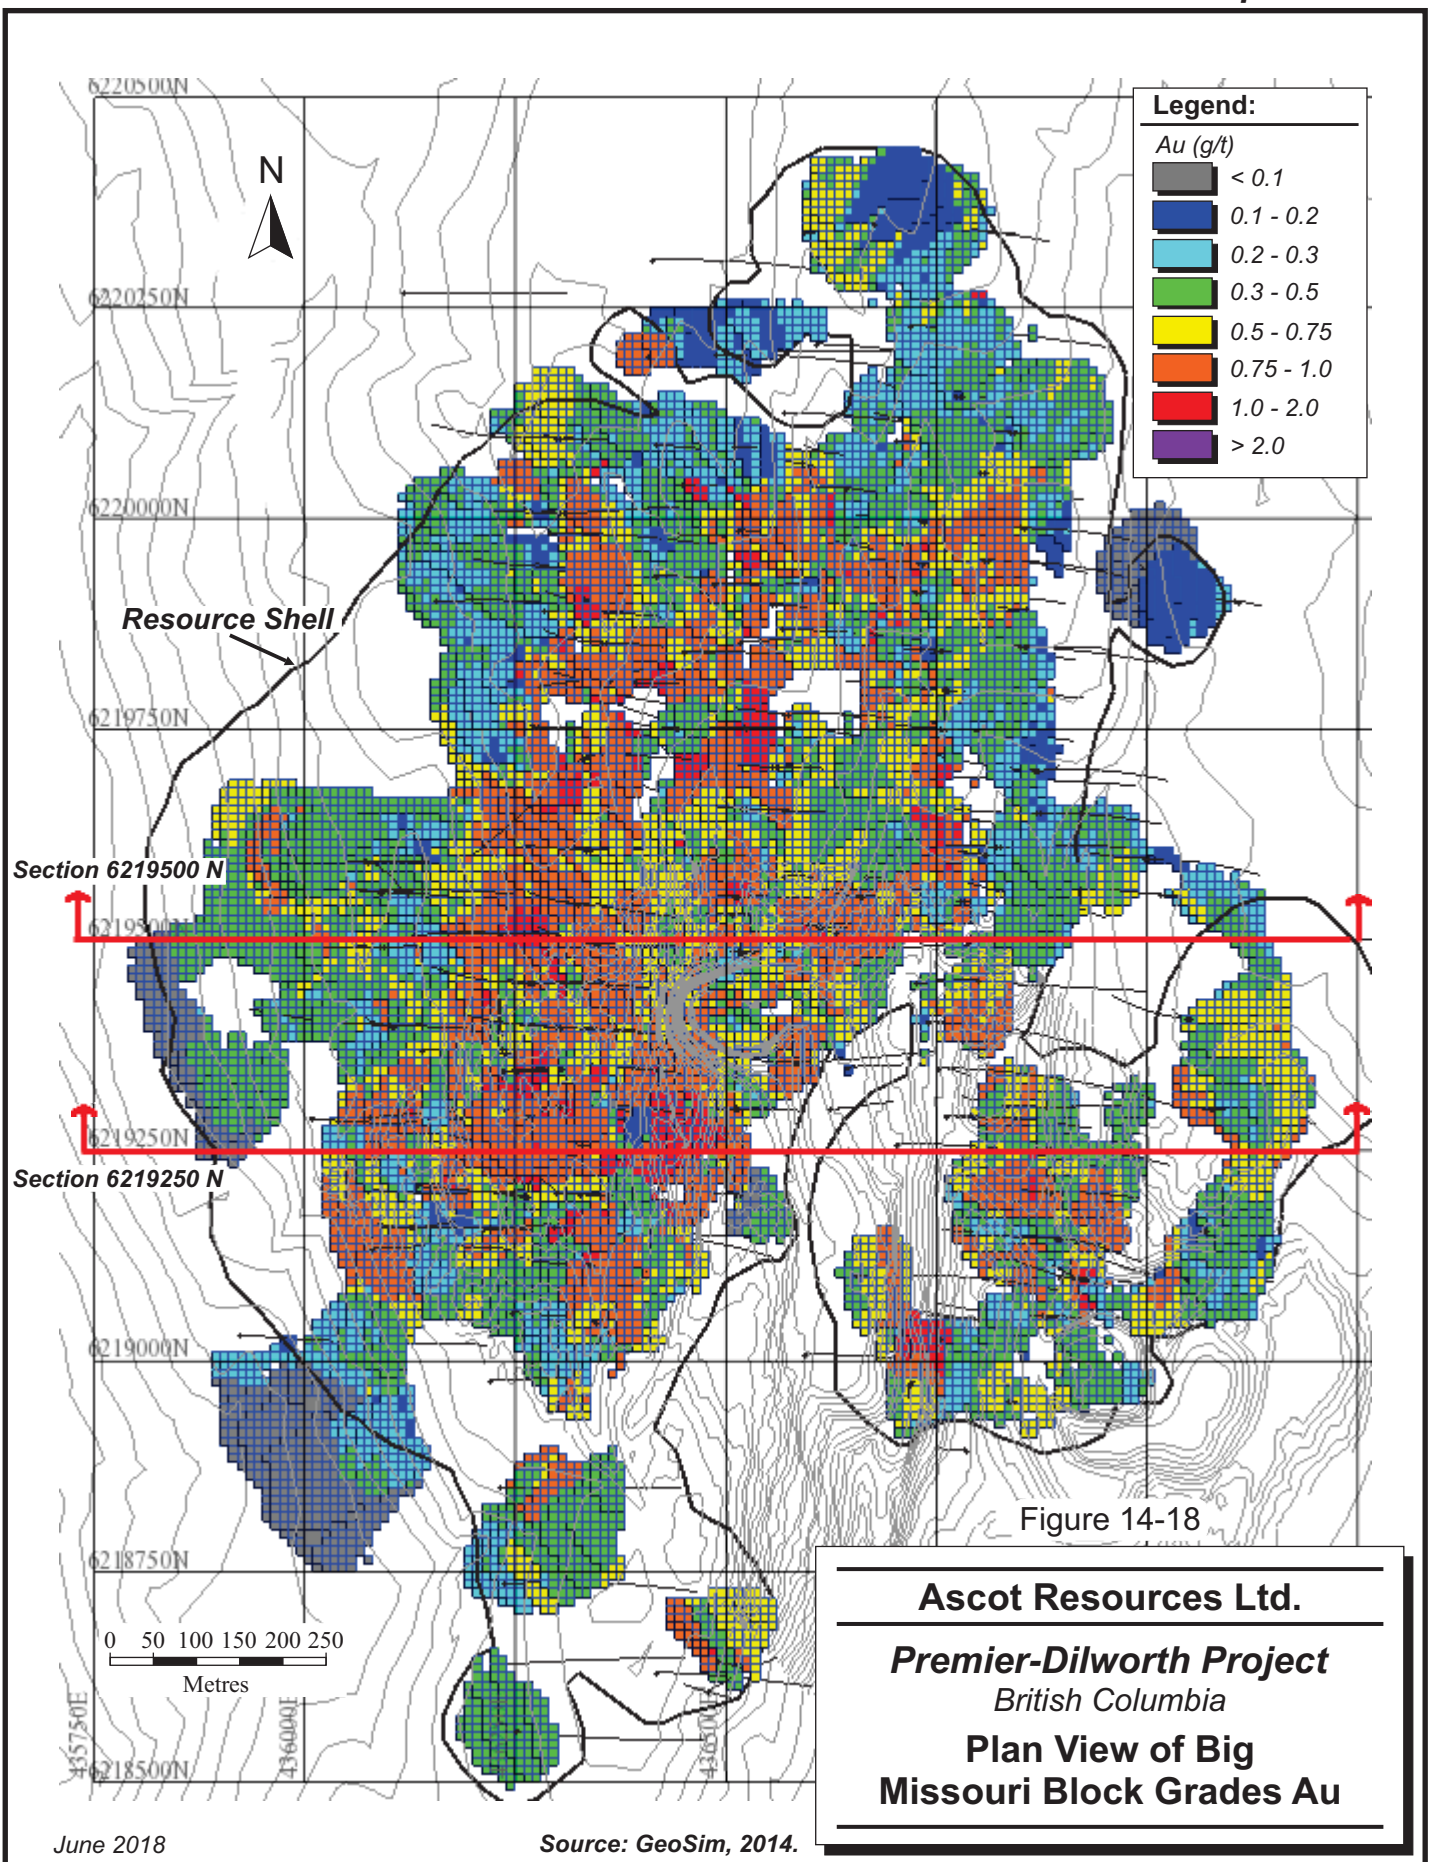 6220500N
Legend:
Au (g/t)
< 0.1
0.1 - 0.2
0.2 - 0.3
0.3 - 0.5
0.5 - 0.75
0.75 - 1.0
1.0 - 2.0
> 2.0
N
6220250N
6220000N
Resource Shell
6219750N
Section 6219500 N
6219500N
6219250N
Section 6219250 N
6219000N
6218750N
0 50 100 150 200 250
Metres
435750E
436000E
6218500N
Figure 14-18
Ascot Resources Ltd.
Premier-Dilworth Project
British Columbia
Plan View of Big
Missouri Block Grades Au
June 2018
Source: GeoSim, 2014.